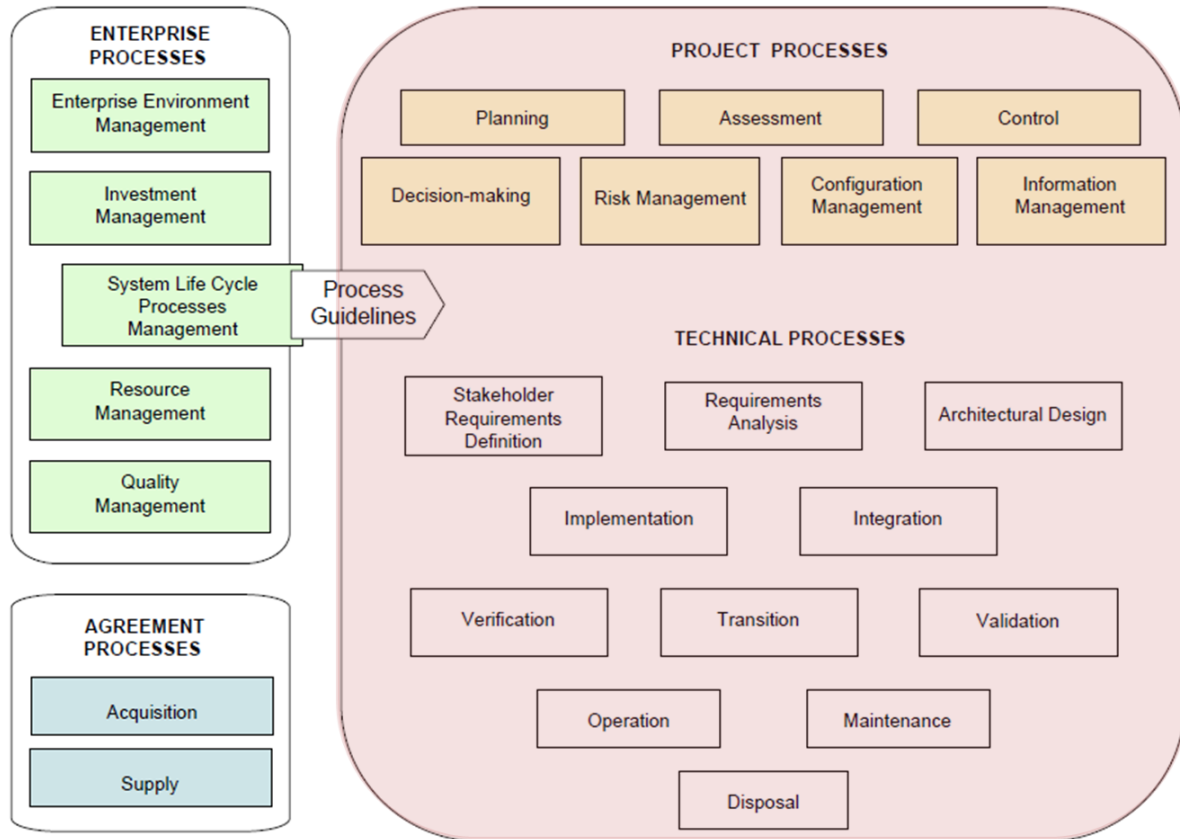 ENTERPRISE
PROCESSES
Enterprise Environment
Management
Investment
Management
System Life Cycle
Processes
Management
Resource
Management
Quality
Management
AGREEMENT
PROCESSES
Acquisition
Supply
Process
Guidelines
PROJECT PROCESSES
Planning
Assessment
Control
Decision-making
Risk Management
Configuration
Management
Information
Management
TECHNICAL PROCESSES
Stakeholder
Requirements
Definition
Requirements
Analysis
Architectural Design
Implementation
Integration
Verification
Transition
Validation
Operation
Maintenance
Disposal